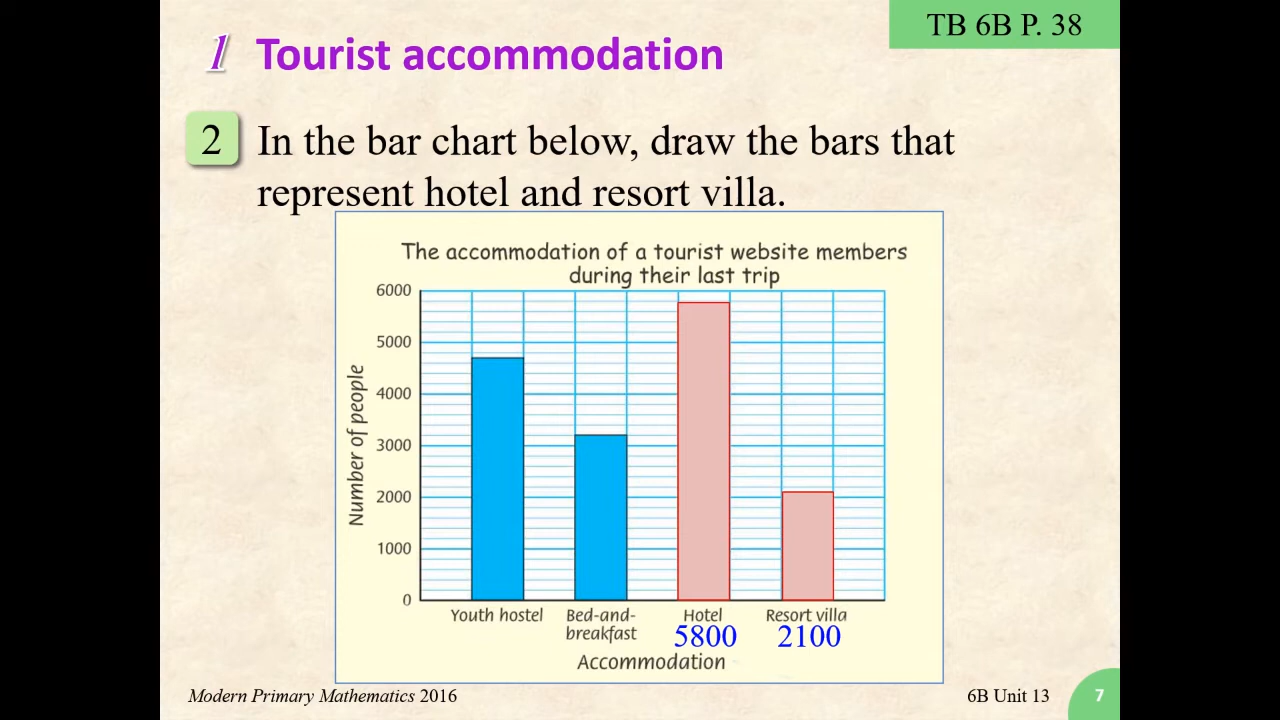 TB 6B P. 38
1 Tourist accommodation
2 In the bar chart below, draw the bars that
represent hotel and resort villa.
The accommodation of a tourist website members
during their last trip
Number of people
6000
5000
4000
3000
2000
1000
0
Youth hostel Bed-and-breakfast Hotel Resort villa
5800 2100
Accommodation
Modern Primary Mathematics 2016 6B Unit 13 7